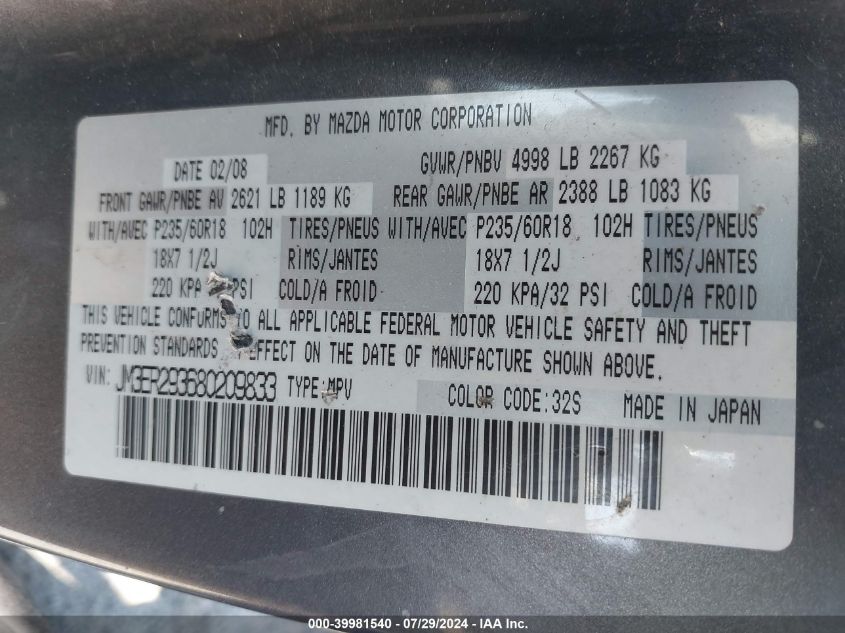 MFD. BY MAZDA MOTOR CORPORATION
DATE 02/08 GVWR/PNBV 4998 LB 2267 KG
FRONT GAWR/PNBE AV 2621 LB 1189 KG REAR GAWR/PNBE AR 2388 LB 1083 KG
WITH/AVEC P235/60R18 102H TIRES/PNEUS WITH/AVEC P235/60R18 102H TIRES/PNEUS
18X7 1/2J RIMS/JANTES 18X7 1/2J RIMS/JANTES
220 KPA PSI COLD/A FROID 220 KPA/32 PSI COLD/A FROID
THIS VEHICLE CONFORMS TO ALL APPLICABLE FEDERAL MOTOR VEHICLE SAFETY AND THEFT
PREVENTION STANDARDS EFFECT ON THE DATE OF MANUFACTURE SHOWN ABOVE.
VIN: JM3ER293680209833 TYPE:MPV COLOR CODE:32S MADE IN JAPAN
000-39981540 - 07/29/2024 - IAA Inc.